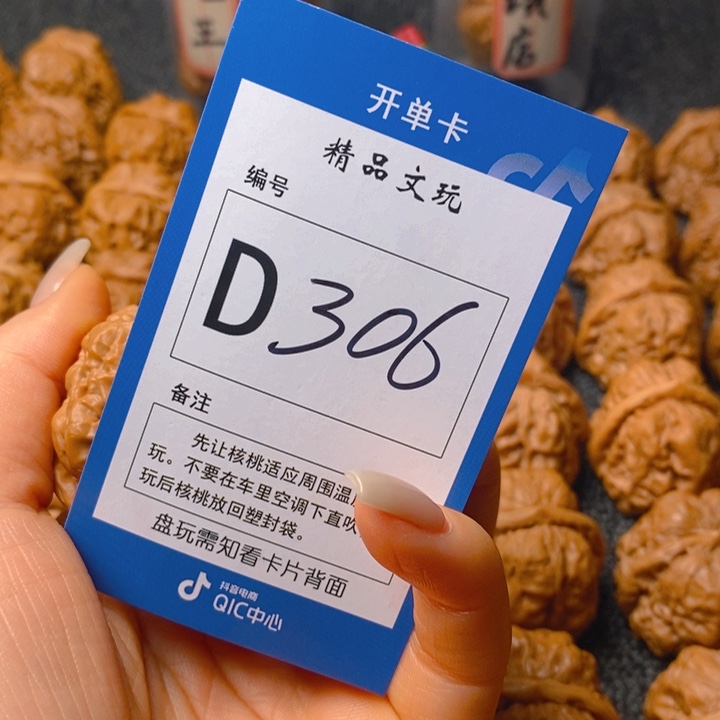 王
店
开单卡
精品文玩
编号
D306
备注
先让核桃适应周围温
玩。不要在车里空调下直吹
玩后核桃放回塑封袋。
盘玩需知看卡片背面
抖音电商
QIC中心